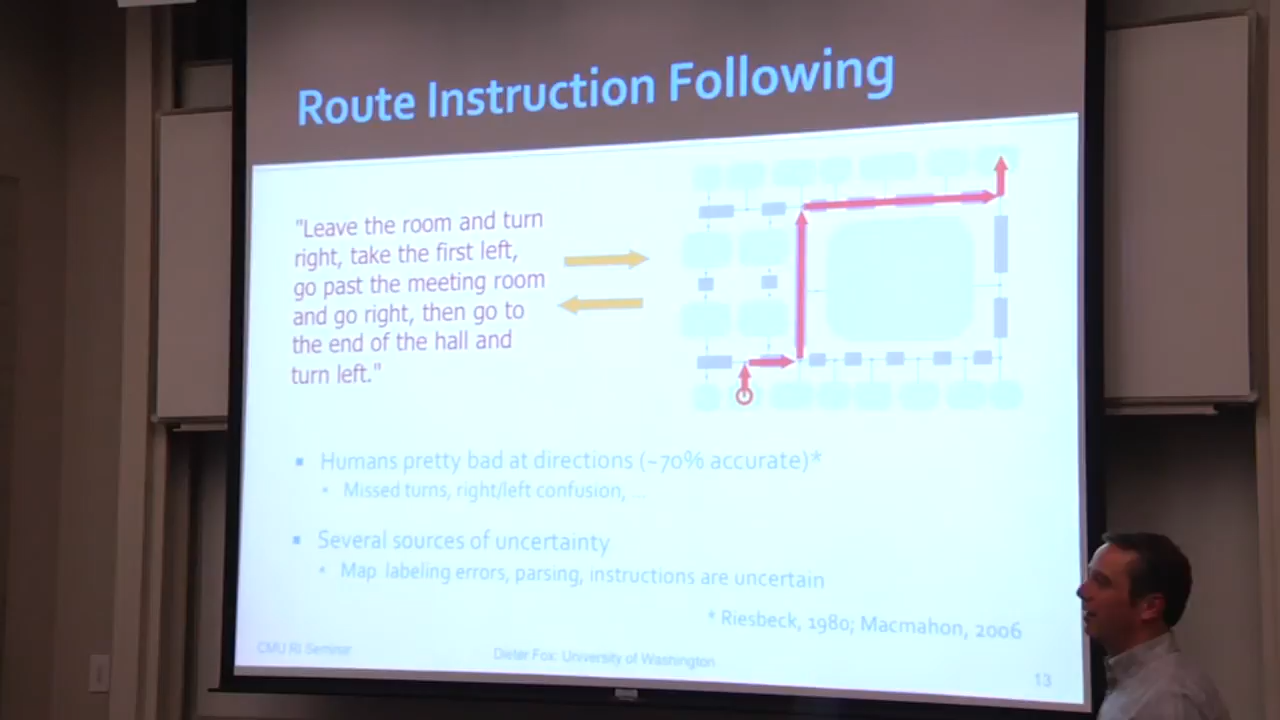 Route Instruction Following
"Leave the room and turn
right, take the first left,
go past the meeting room
and go right, then go to
the end of the hall and
turn left."
Humans pretty bad at directions (~70% accurate)*
Missed turns, right/left confusion, ...
Several sources of uncertainty
Map labeling errors, parsing, instructions are uncertain
* Riesbeck, 1980; Macmahon, 2006
CMU RI Seminar
Dieter Fox: University of Washington
13